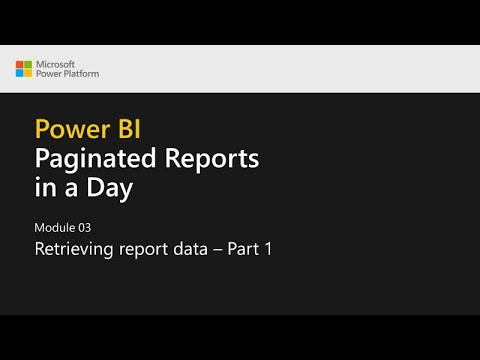 Microsoft
Power Platform
Power BI
Paginated Reports
in a Day
Module 03
Retrieving report data – Part 1